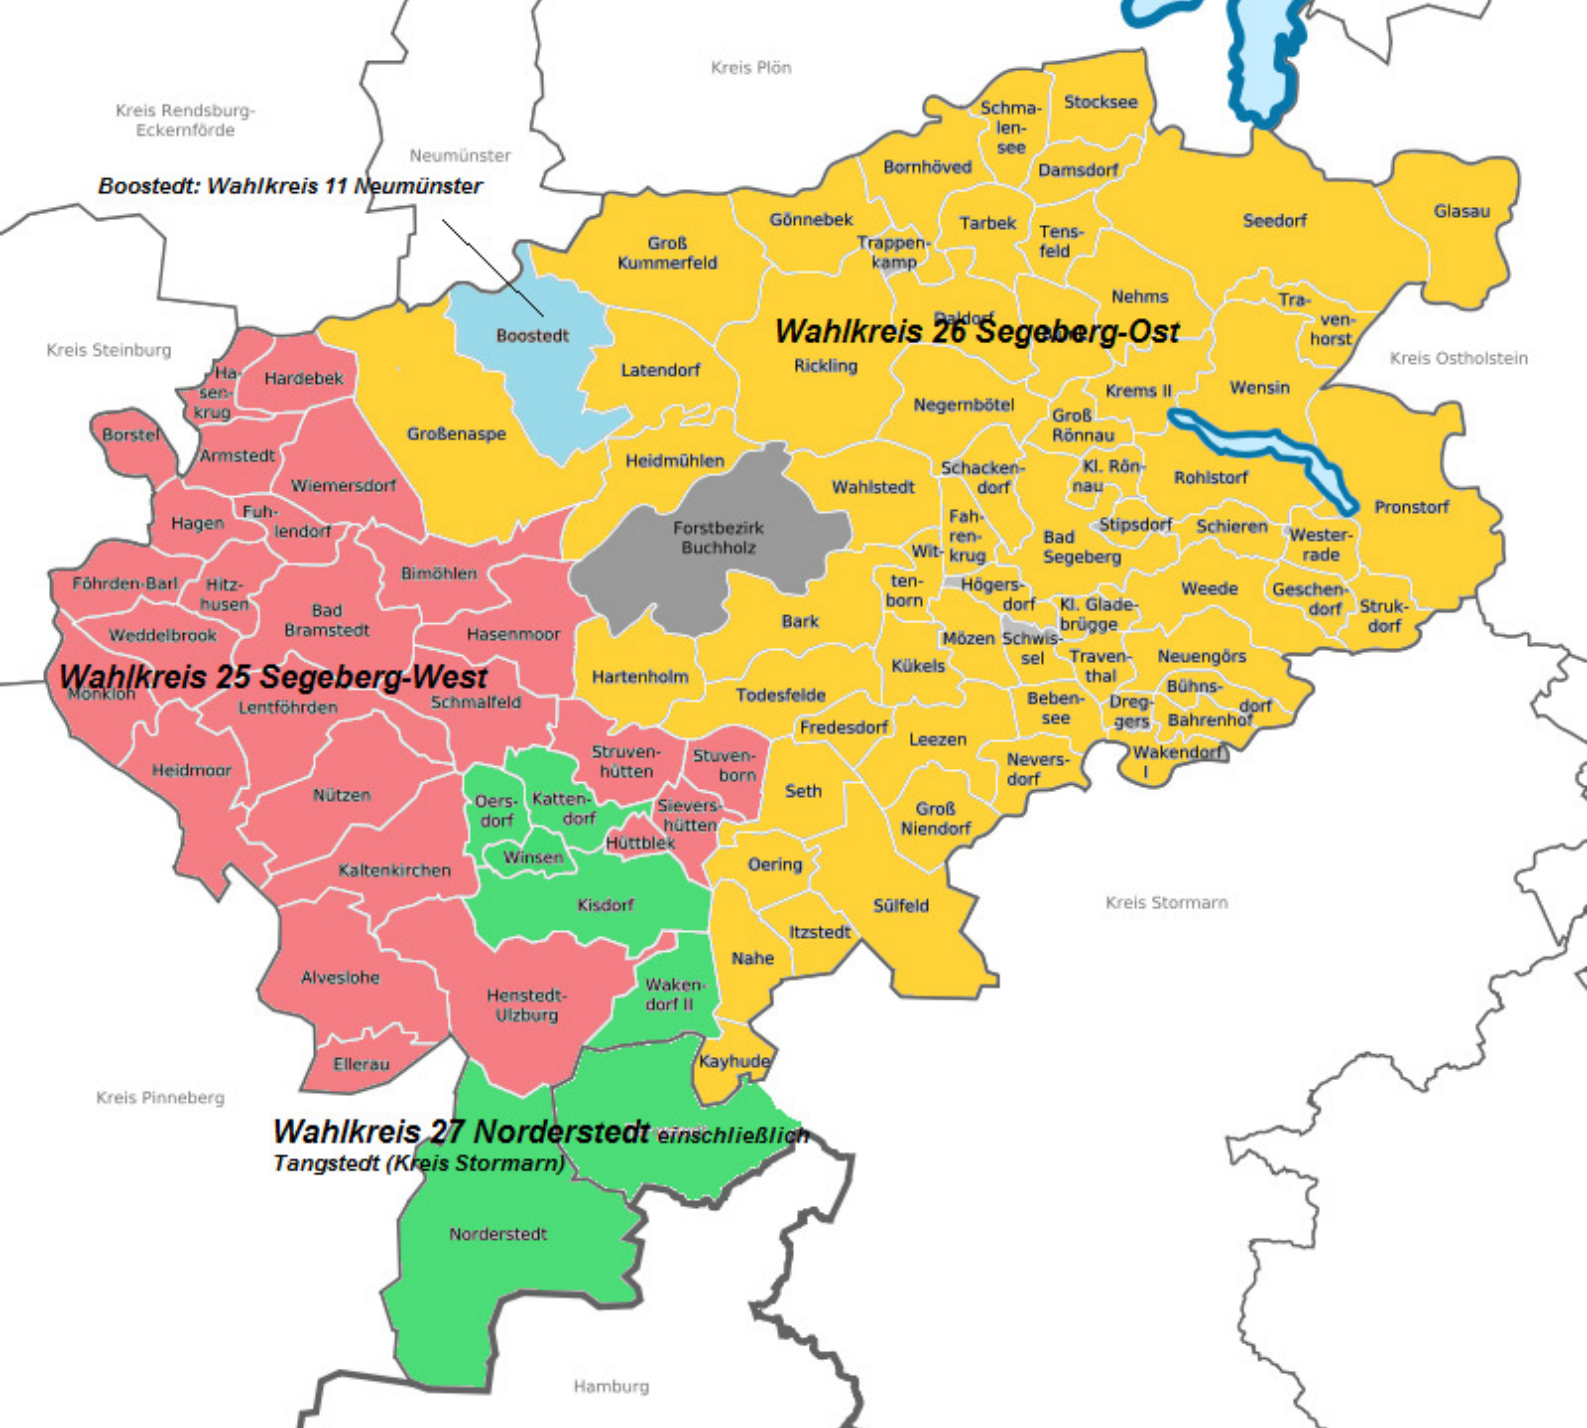 Kreis Plön
Kreis Rendsburg-
Eckernförde
Neumünster
Boostedt: Wahlkreis 11 Neumünster
Schma-
len-
see
Stocksee
Bornhöved
Damsdorf
Glasau
Gönnebek
Tarbek
Seedorf
Groß
Kummerfeld
Trappen-
kamp
Tens-
feld
Nehms
Tra-
ven-
horst
Boostedt
Daldorf
Wahlkreis 26 Segeberg-Ost
Kreis Steinburg
Kreis Ostholstein
Latendorf
Rickling
Ha-
sen-
krug
Hardebek
Krems II
Wensin
Negernbötel
Groß
Rönnau
Borstel
Großenaspe
Armstedt
Heidmühlen
Schacken-
dorf
Kl. Rön-
nau
Rohlstorf
Wiemersdorf
Wahlstedt
Pronstorf
Hagen
Fuh-
lendorf
Forstbezirk
Buchholz
Fah-
ren-
krug
Stipsdorf
Schieren
Bad
Segeberg
Wester-
rade
Wit-
ten-
born
Föhrden-Barl
Hitz-
husen
Bimöhlen
Högers-
dorf
Weede
Geschen-
dorf
Struk-
dorf
Bad
Bramstedt
Kl. Glade-
brügge
Bark
Weddelbrook
Hasenmoor
Mözen
Schwis-
sel
Kükels
Traven-
thal
Neuengörs
Wahlkreis 25 Segeberg-West
Mönkloh
Hartenholm
Todesfelde
Lentföhrden
Schmalfeld
Beben-
see
Dreg-
gers
Bühns-
dorf
Bahrenhof
Fredesdorf
Leezen
Wakendorf
I
Heidmoor
Struven-
hütten
Stuven-
born
Nevers-
dorf
Nützen
Oers-
dorf
Katten-
dorf
Sievers-
hütten
Seth
Groß
Niendorf
Hüttblek
Winsen
Kaltenkirchen
Oering
Kisdorf
Sülfeld
Kreis Stormarn
Itzstedt
Nahe
Alveslohe
Henstedt-
Ulzburg
Waken-
dorf II
Ellerau
Kayhude
Kreis Pinneberg
Wahlkreis 27 Norderstedt einschließlich
Tangstedt (Kreis Stormarn)
Norderstedt
Hamburg